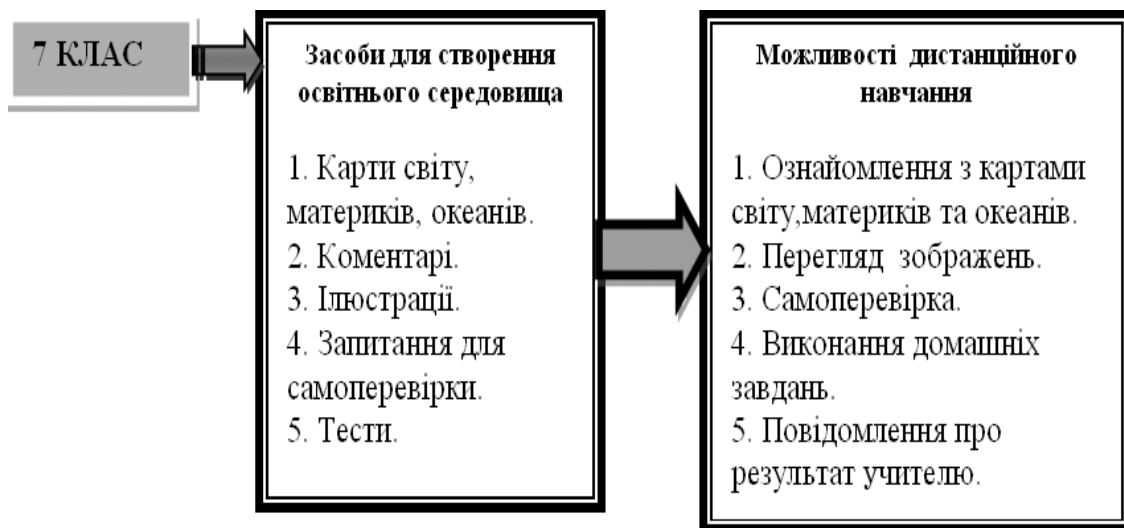 7 КЛАС
Засоби для створення
освітнього середовища
1. Карти світу,
материків, океанів.
2. Коментарі.
3. Ілюстрації.
4. Запитання для
самоперевірки.
5. Тести.
Можливості дистанційного
навчання
1. Ознайомлення з картами
світу,материків та океанів.
2. Перегляд зображень.
3. Самоперевірка.
4. Виконання домашніх
завдань.
5. Повідомлення про
результат учителю.